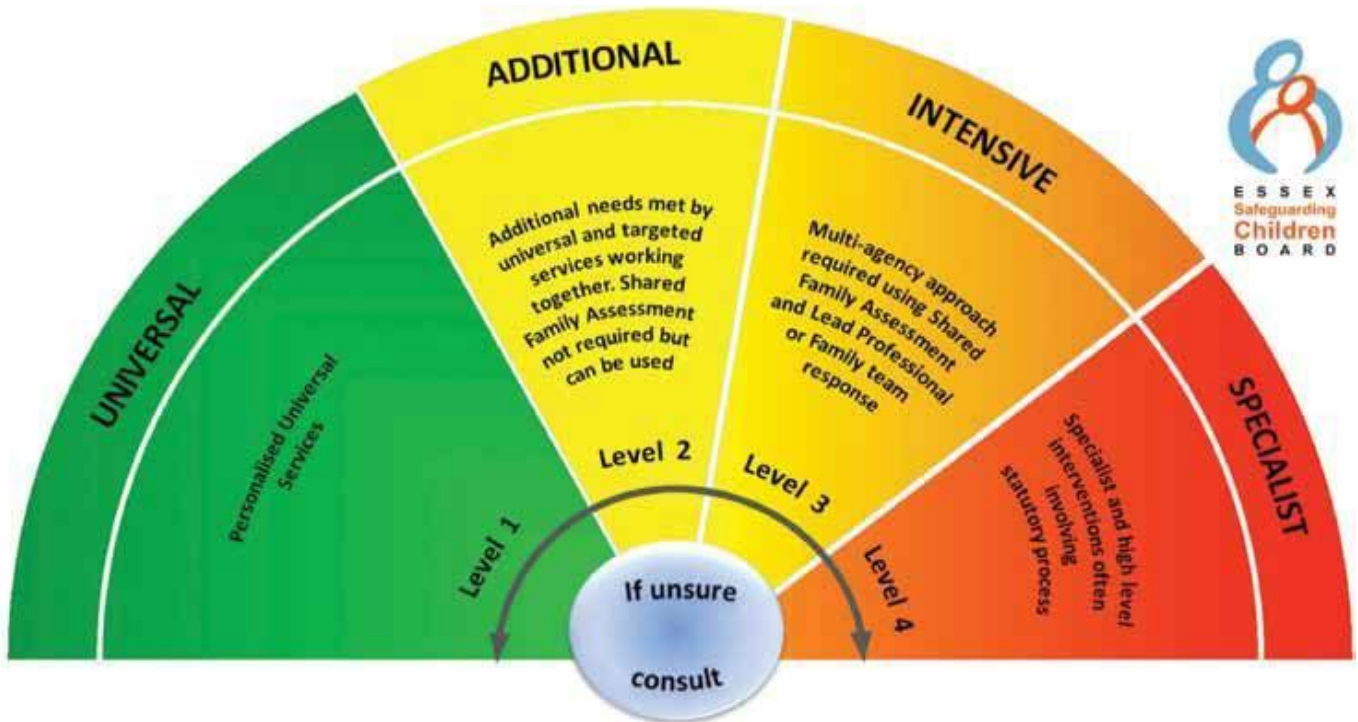 UNIVERSAL
Personalised Universal
Services
Level 1
ADDITIONAL
Additional needs met by
universal and targeted
services working
together. Shared
Family Assessment
not required but
can be used
Level 2
INTENSIVE
Multi-agency approach
required using Shared
Family Assessment
and Lead Professional
or Family team
response
Level 3
SPECIALIST
Specialist and high level
interventions often
involving
statutory process
Level 4
If unsure
consult
ESSEX
Safeguarding
Children
BOARD